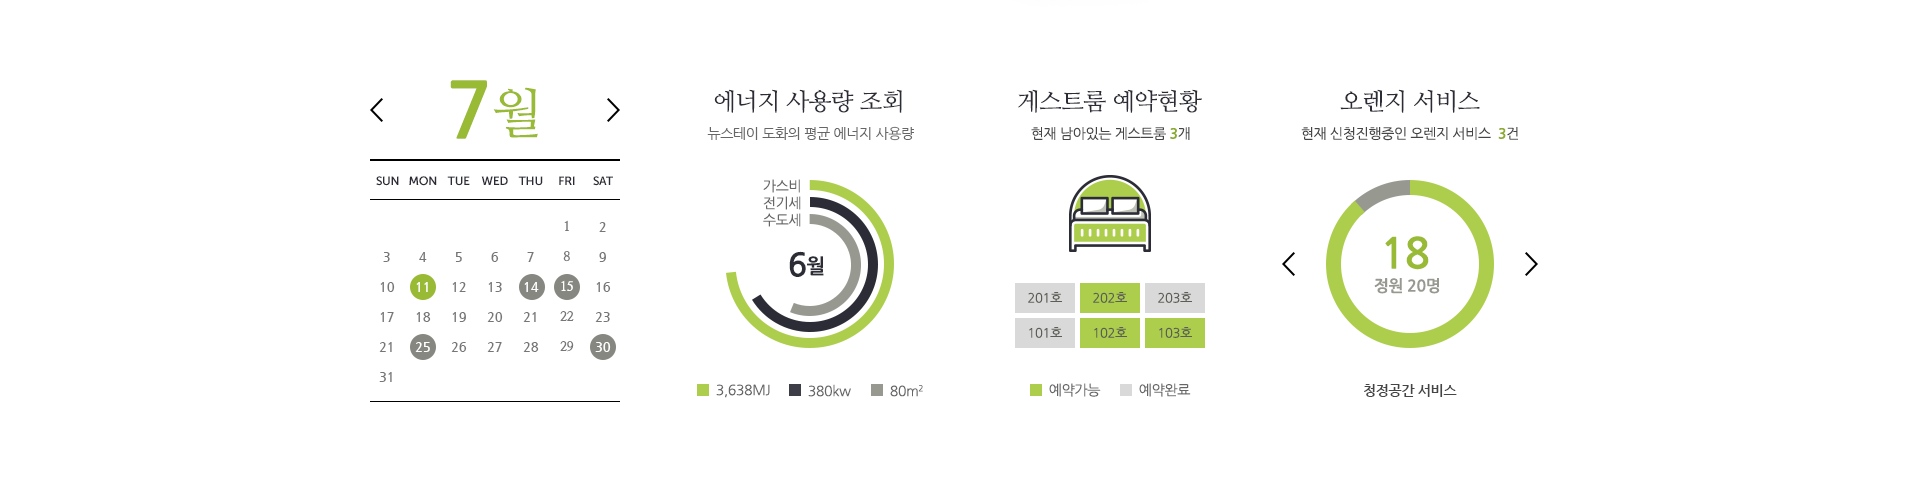 7월
SUN MON TUE WED THU FRI SAT
1 2
3 4 5 6 7 8 9
10 11 12 13 14 15 16
17 18 19 20 21 22 23
21 25 26 27 28 29 30
31
에너지 사용량 조회
뉴스테이 도화의 평균 에너지 사용량
가스비
전기세
수도세
6월
3,638MJ 380kw 80m²
게스트룸 예약현황
현재 남아있는 게스트룸 3개
201호 202호 203호
101호 102호 103호
예약가능 예약완료
오렌지 서비스
현재 신청진행중인 오렌지 서비스 3건
18
정원 20명
청정공간 서비스